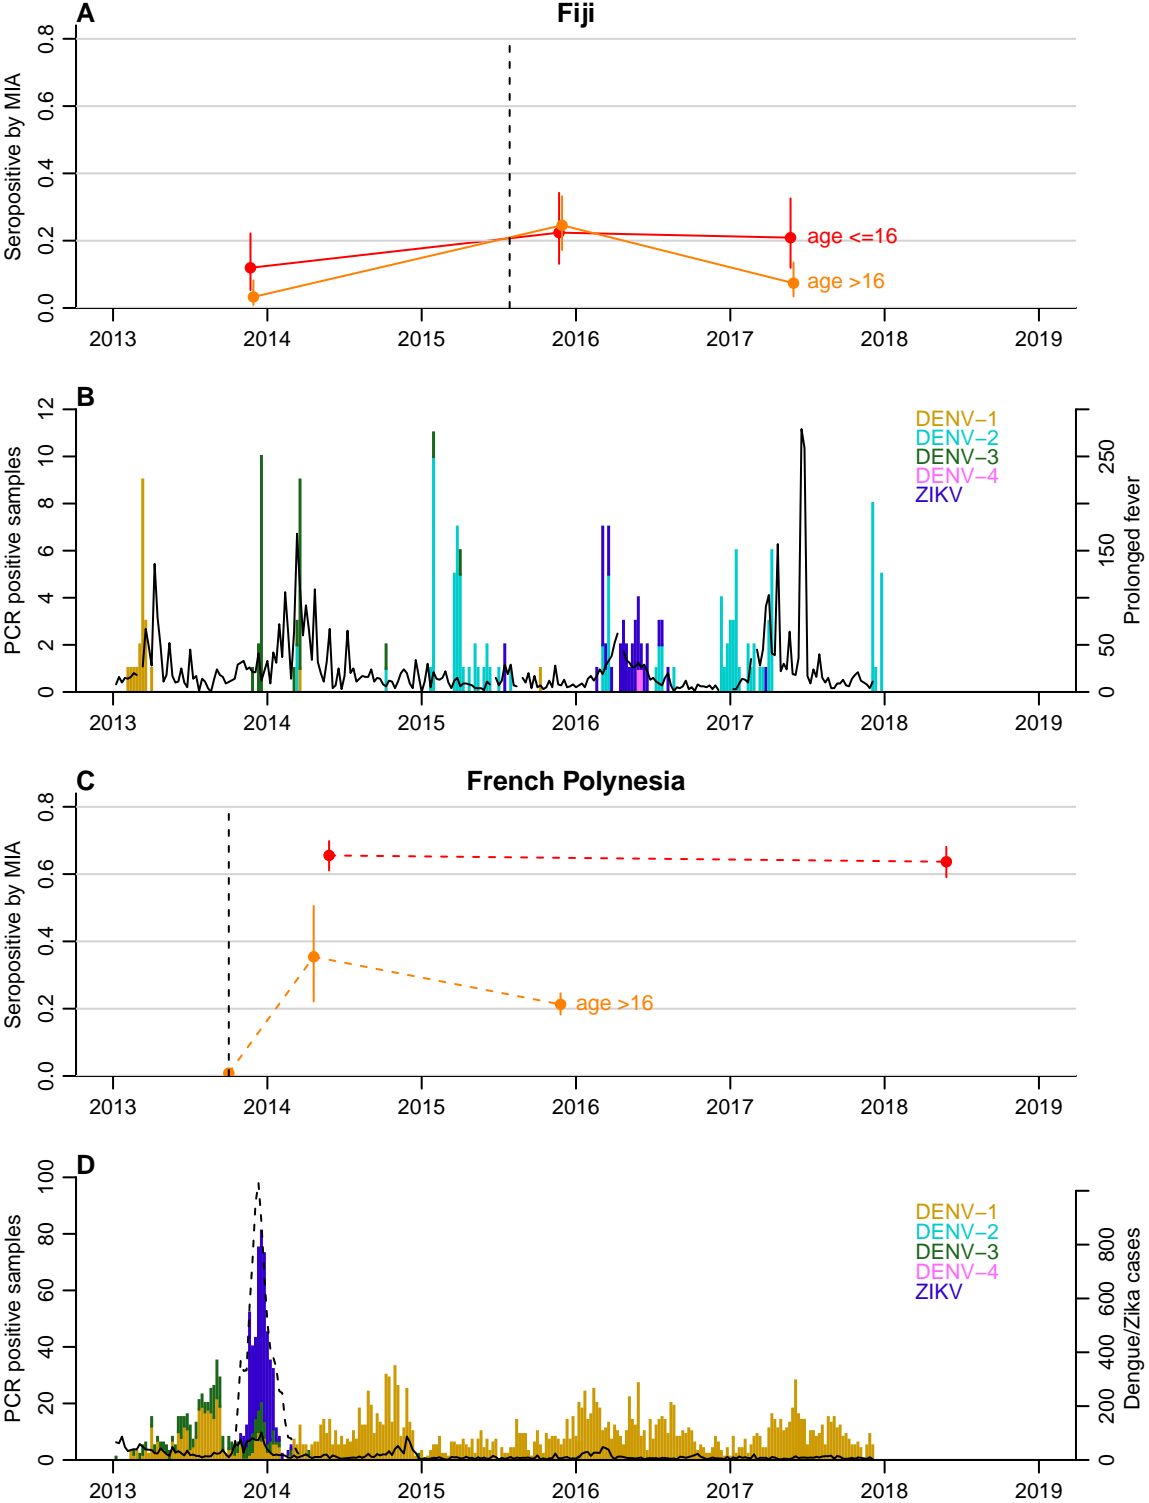 A
Fiji
Seropositive by MIA
0.0 0.2 0.4 0.6 0.8
age <=16
age >16
2013 2014 2015 2016 2017 2018 2019
B
PCR positive samples
0 2 4 6 8 10 12
DENV−1
DENV−2
DENV−3
DENV−4
ZIKV
0 50 150 250
Prolonged fever
2013 2014 2015 2016 2017 2018 2019
C
French Polynesia
Seropositive by MIA
0.0 0.2 0.4 0.6 0.8
age >16
2013 2014 2015 2016 2017 2018 2019
D
PCR positive samples
0 20 40 60 80 100
DENV−1
DENV−2
DENV−3
DENV−4
ZIKV
0 200 400 600 800
Dengue/Zika cases
2013 2014 2015 2016 2017 2018 2019